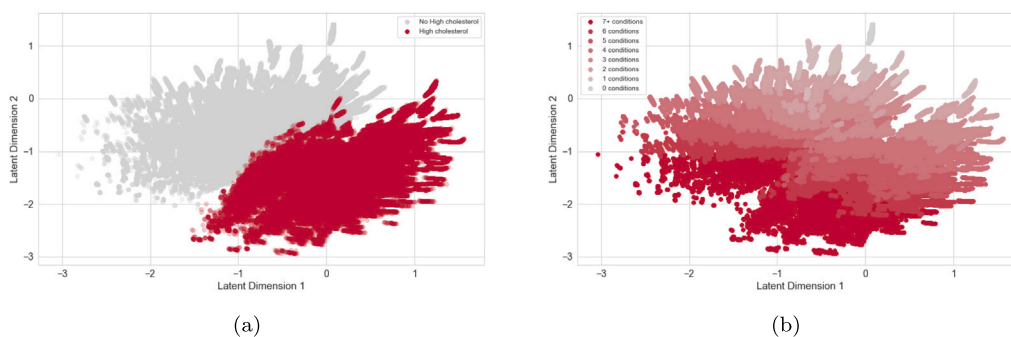 No High cholesterol
High cholesterol
1
0
−1
−2
−3
Latent Dimension 2
−3
−2
−1
0
1
Latent Dimension 1
(a)
7+ conditions
6 conditions
5 conditions
4 conditions
3 conditions
2 conditions
1 conditions
0 conditions
1
0
−1
−2
−3
Latent Dimension 2
−3
−2
−1
0
1
Latent Dimension 1
(b)